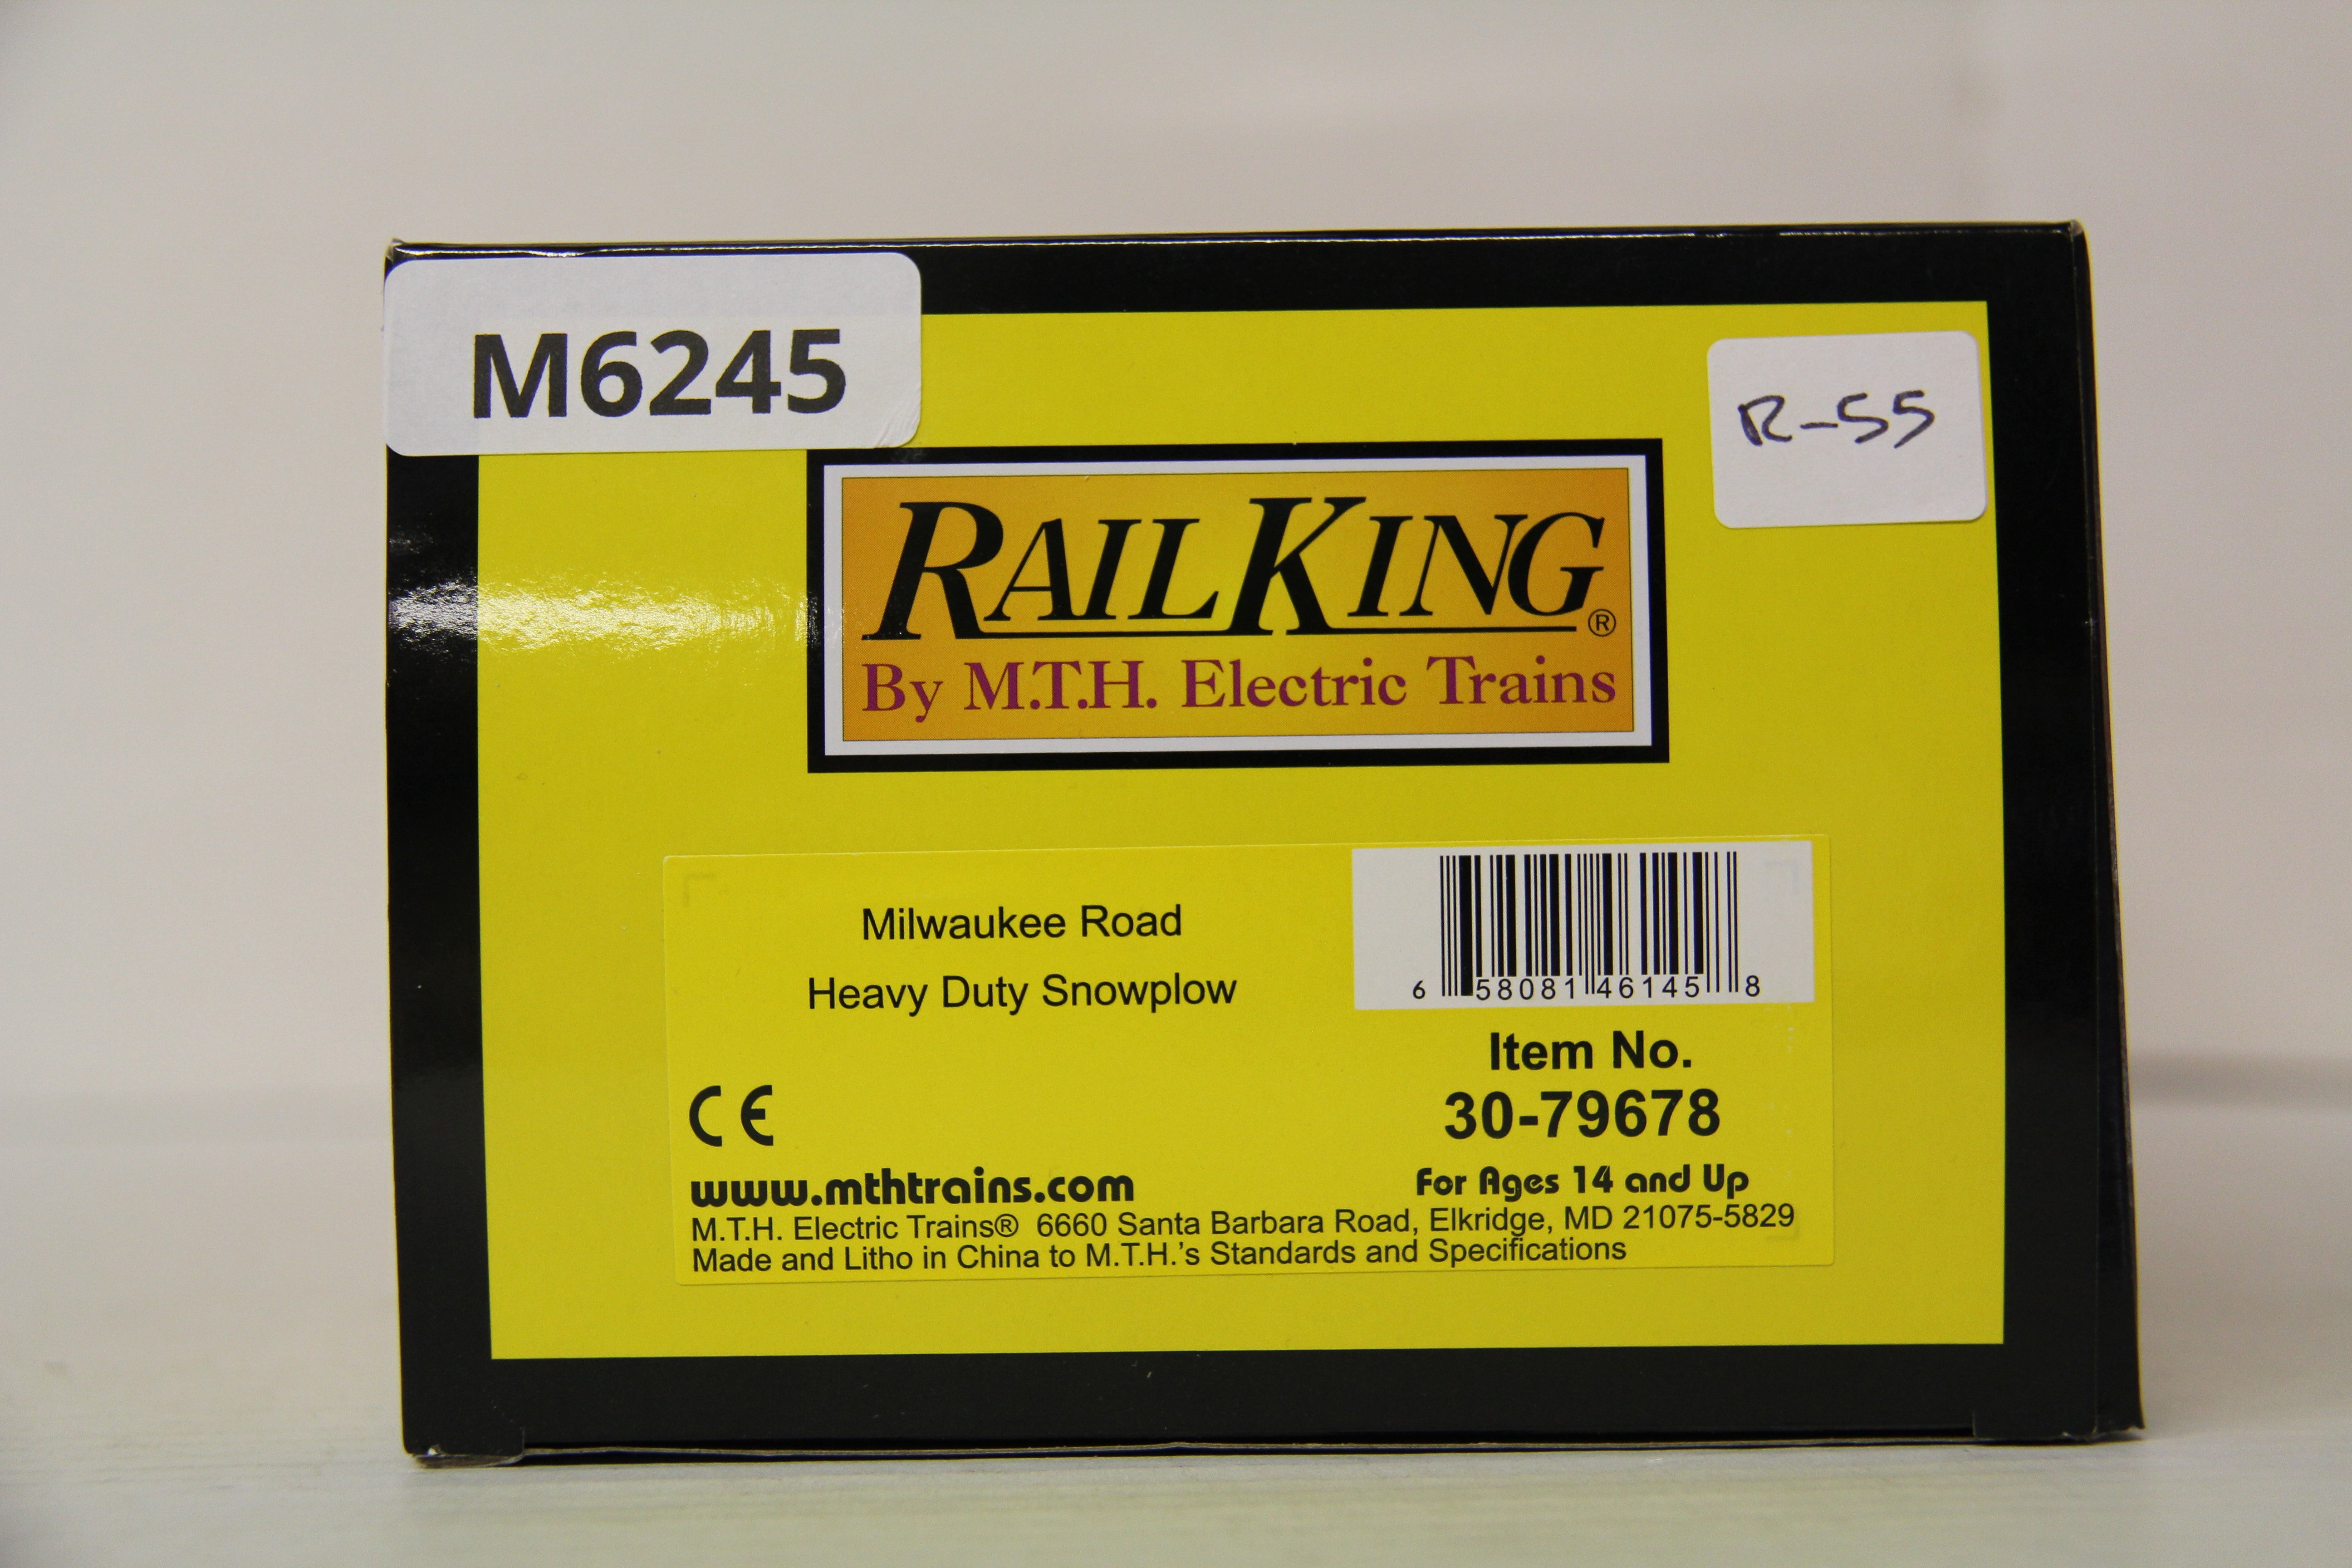 M6245
R-55
RAILKING®
By M.T.H. Electric Trains
Milwaukee Road
Heavy Duty Snowplow
6 58081 46145 8
Item No.
30-79678
CE
www.mthtrains.com
For Ages 14 and Up
M.T.H. Electric Trains® 6660 Santa Barbara Road, Elkridge, MD 21075-5829
Made and Litho in China to M.T.H.'s Standards and Specifications